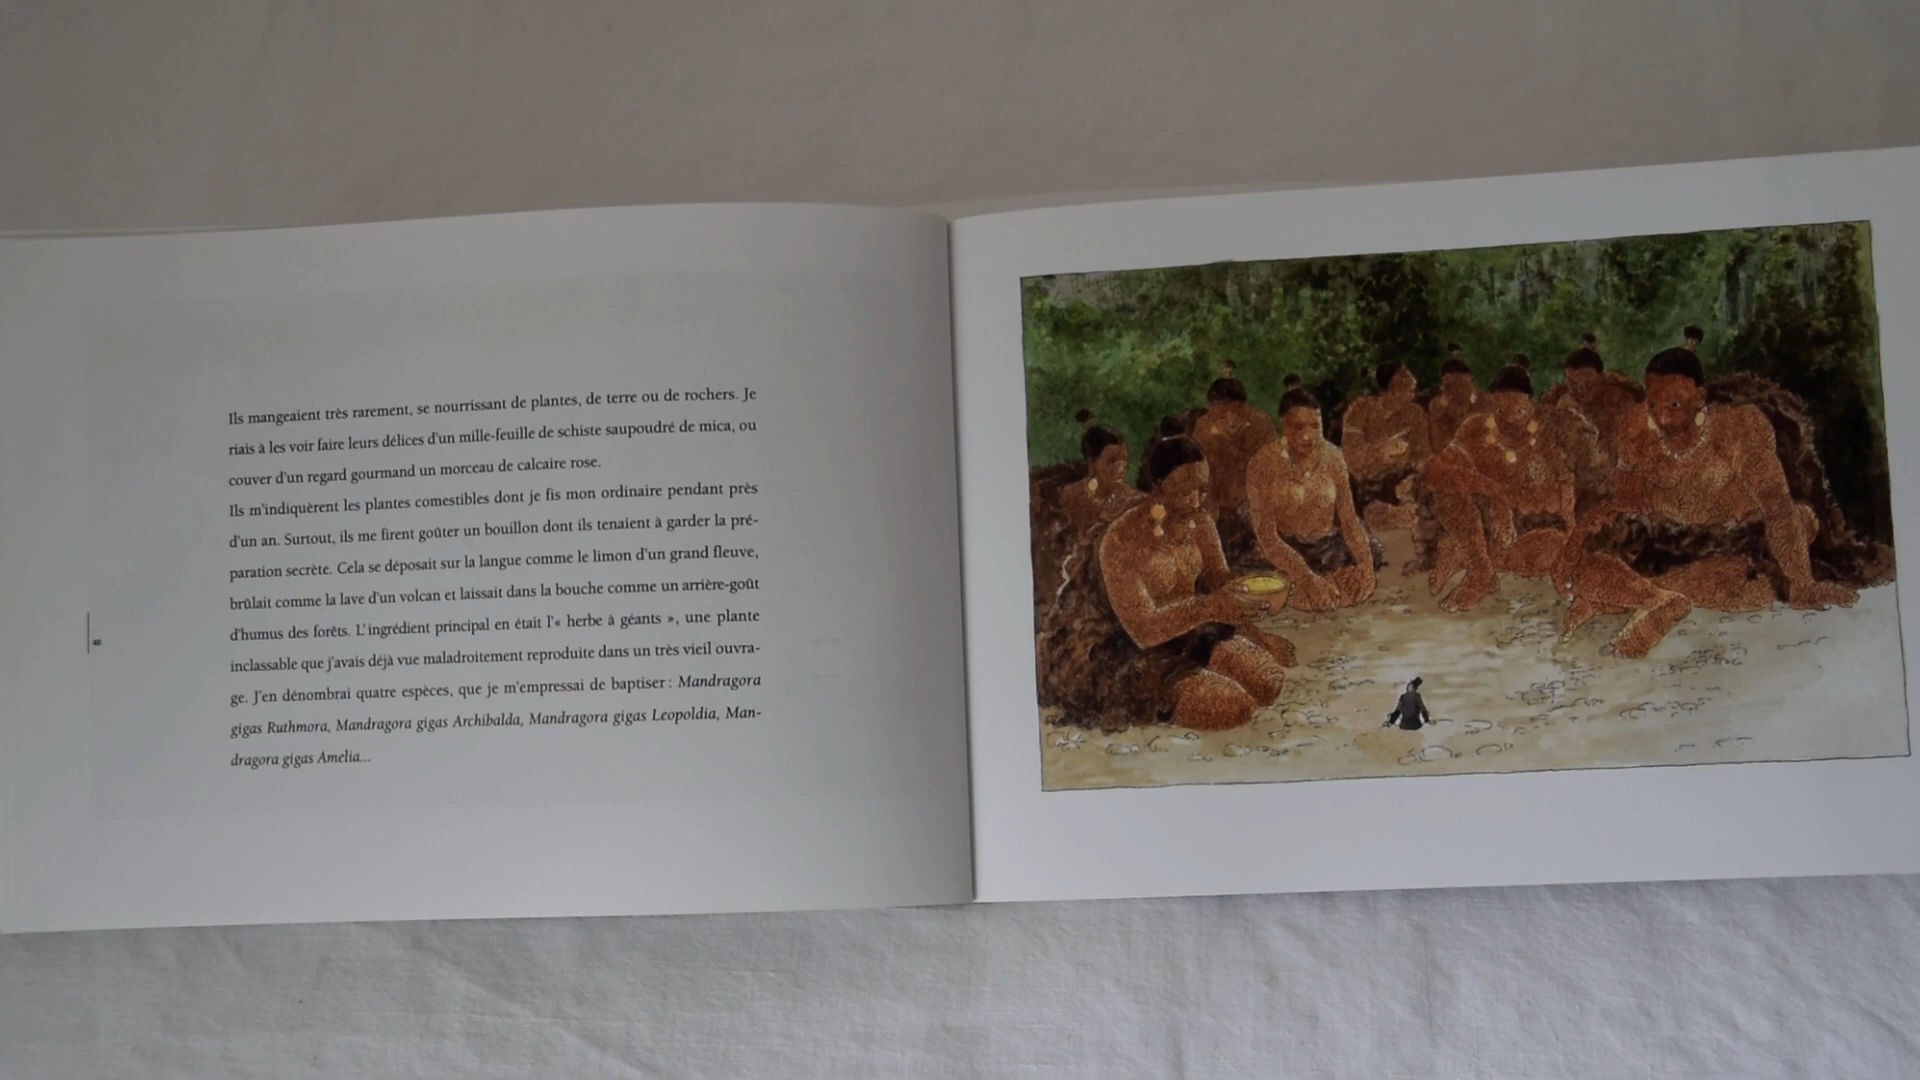 Ils mangeaient très rarement, se nourrissant de plantes, de terre ou de rochers. Je
riais à les voir faire leurs délices d'un mille-feuille de schiste saupoudré de mica, ou
couver d'un regard gourmand un morceau de calcaire rose.
Ils m'indiquèrent les plantes comestibles dont je fis mon ordinaire pendant près
d'un an. Surtout, ils me firent goûter un bouillon dont ils tenaient à garder la pré-
paration secrète. Cela se déposait sur la langue comme le limon d'un grand fleuve,
brûlait comme la lave d'un volcan et laissait dans la bouche comme un arrière-goût
d'humus des forêts. L'ingrédient principal en était l'« herbe à géants », une plante
inclassable que j'avais déjà vue maladroitement reproduite dans un très vieil ouvra-
ge. J'en dénombrai quatre espèces, que je m'empressai de baptiser : Mandragora
gigas Ruthmora, Mandragora gigas Archibalda, Mandragora gigas Leopoldia, Man-
dragora gigas Amelia...